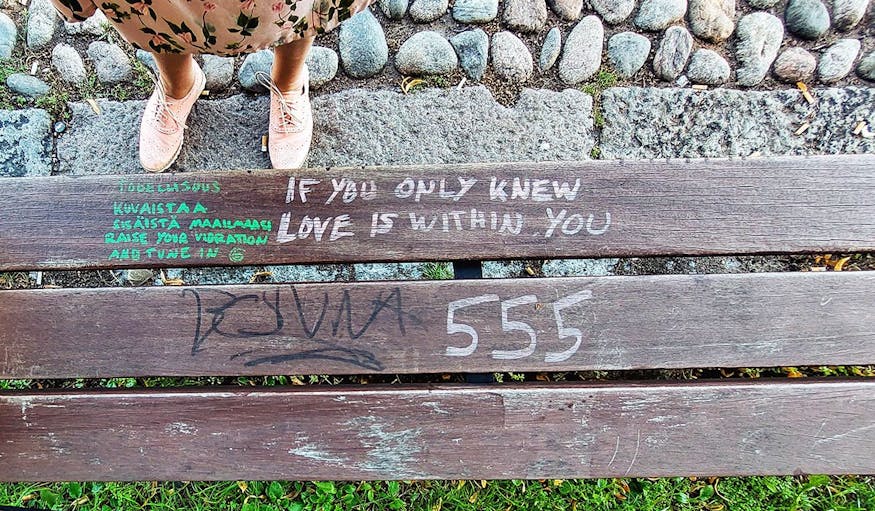 TODELLISUUS
KUVAISTAA
SISÄISTÄ MAAILMAASI
RAISE YOUR VIBRATION
AND TUNE IN
IF YOU ONLY KNEW
LOVE IS WITHIN YOU
555